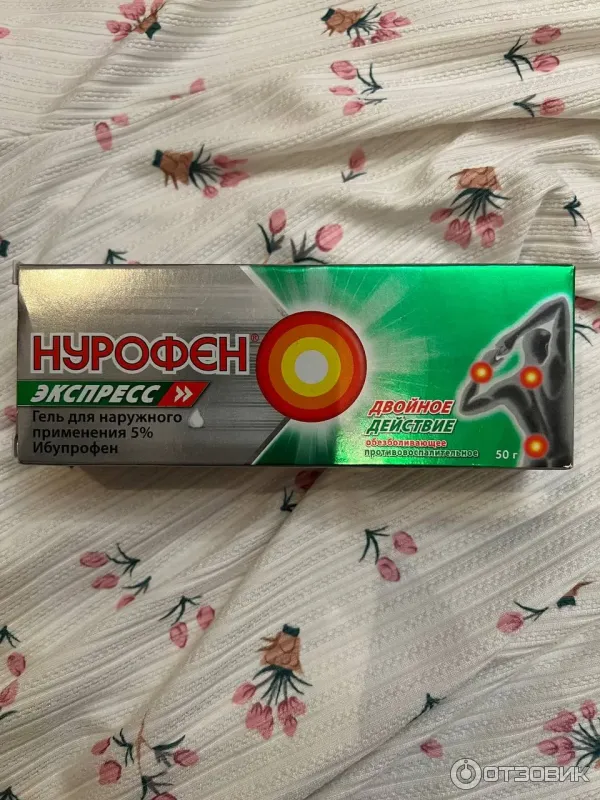 НУРОФЕН®
ЭКСПРЕСС
Гель для наружного
применения 5%
Ибупрофен
ДВОЙНОЕ
ДЕЙСТВИЕ
обезболивающее
противовоспалительное
50 г
ОТЗОВИК